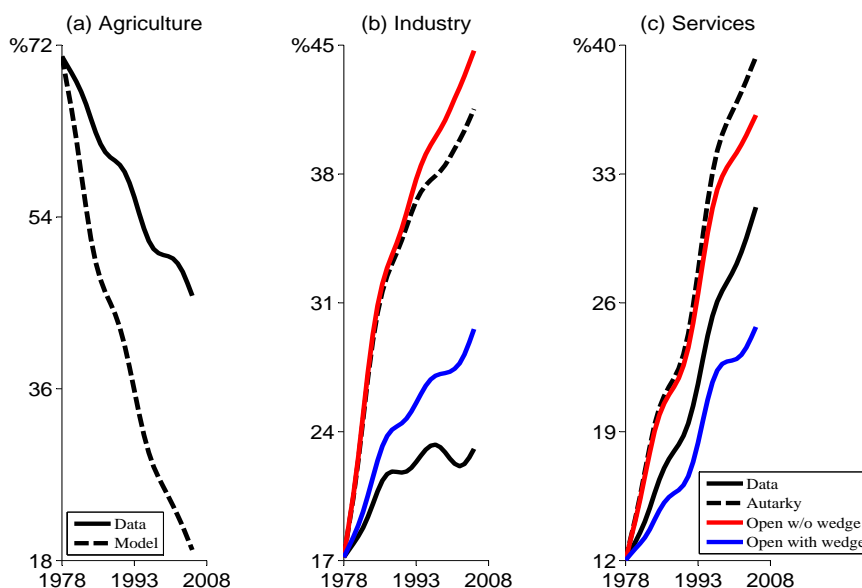 (a) Agriculture
%72
54
36
18
1978
1993
2008
Data
Model
(b) Industry
%45
38
31
24
17
1978
1993
2008
(c) Services
%40
33
26
19
12
1978
1993
2008
Data
Autarky
Open w/o wedge
Open with wedge